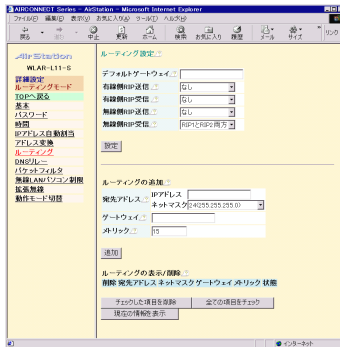 AIRCONNECT Series - AirStation - Microsoft Internet Explorer
ファイル(F) 編集(E) 表示(V) お気に入り(A) ツール(T) ヘルプ(H)
戻る 中止 更新 ホーム 検索 お気に入り 履歴 メール サイズ リンク
AirStation
WLAR-L11-S
詳細設定
ルーティングモード
TOPへ戻る
基本
パスワード
時間
IPアドレス自動割当
アドレス変換
ルーティング
DNSリレー
パケットフィルタ
無線LANパソコン制限
拡張無線
動作モード切替
ルーティング設定
デフォルトゲートウェイ
有線側RIP送信 なし
有線側RIP受信 なし
無線側RIP送信 なし
無線側RIP受信 RIP1とRIP2両方
設定
ルーティングの追加
宛先アドレス IPアドレス
ネットマスク 24(255.255.255.0)
ゲートウェイ
メトリック 15
追加
ルーティングの表示/削除
削除 宛先アドレス ネットマスク ゲートウェイ メトリック 状態
チェックした項目を削除 全ての項目をチェック
現在の情報を表示
インターネット